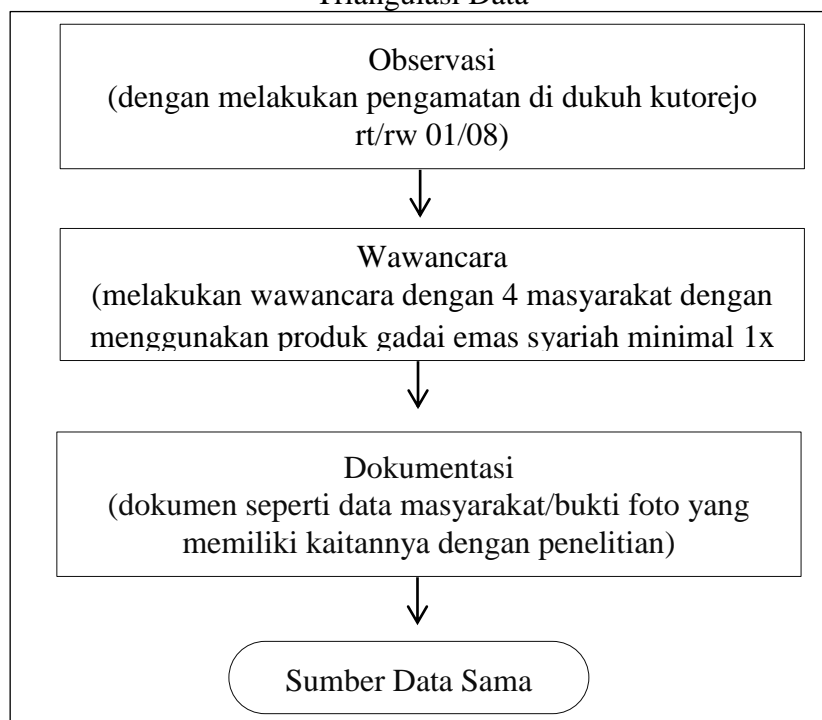 Triangulasi Data
Observasi
(dengan melakukan pengamatan di dukuh kutorejo
rt/rw 01/08)
Wawancara
(melakukan wawancara dengan 4 masyarakat dengan
menggunakan produk gadai emas syariah minimal 1x
Dokumentasi
(dokumen seperti data masyarakat/bukti foto yang
memiliki kaitannya dengan penelitian)
Sumber Data Sama